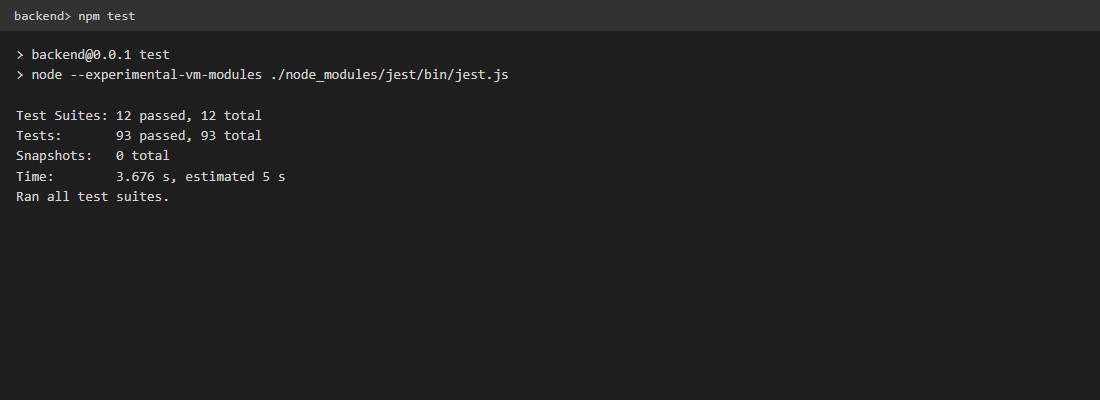 backend> npm test
> backend@0.0.1 test
> node --experimental-vm-modules ./node_modules/jest/bin/jest.js
Test Suites: 12 passed, 12 total
Tests:       93 passed, 93 total
Snapshots:   0 total
Time:        3.676 s, estimated 5 s
Ran all test suites.